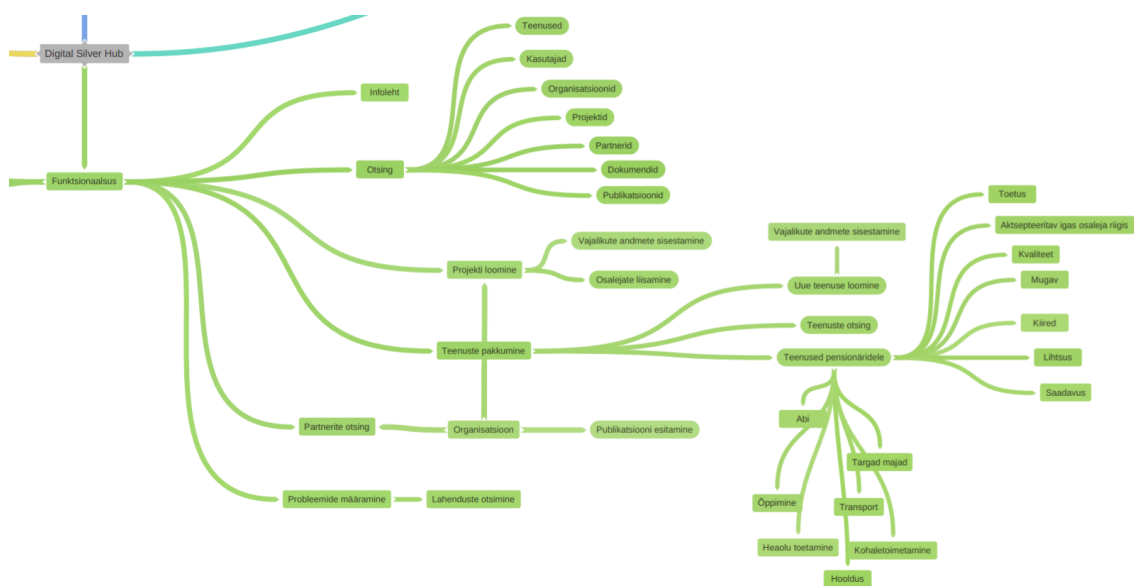 Digital Silver Hub
Funktsionaalsus
Infoleht
Otsing
Teenused
Kasutajad
Organisatsioonid
Projektid
Partnerid
Dokumendid
Publikatsioonid
Projekti loomine
Vajalikute andmete sisestamine
Osalejate liisamine
Teenuste pakkumine
Uue teenuse loomine
Vajalikute andmete sisestamine
Teenuste otsing
Teenused pensionäridele
Toetus
Aktsepteeritav igas osaleja riigis
Kvaliteet
Mugav
Kiired
Lihtsus
Saadavus
Abi
Targad majad
Õppimine
Transport
Heaolu toetamine
Kohaletoimetamine
Hooldus
Partnerite otsing
Organisatsioon
Publikatsiooni esitamine
Probleemide määramine
Lahenduste otsimine